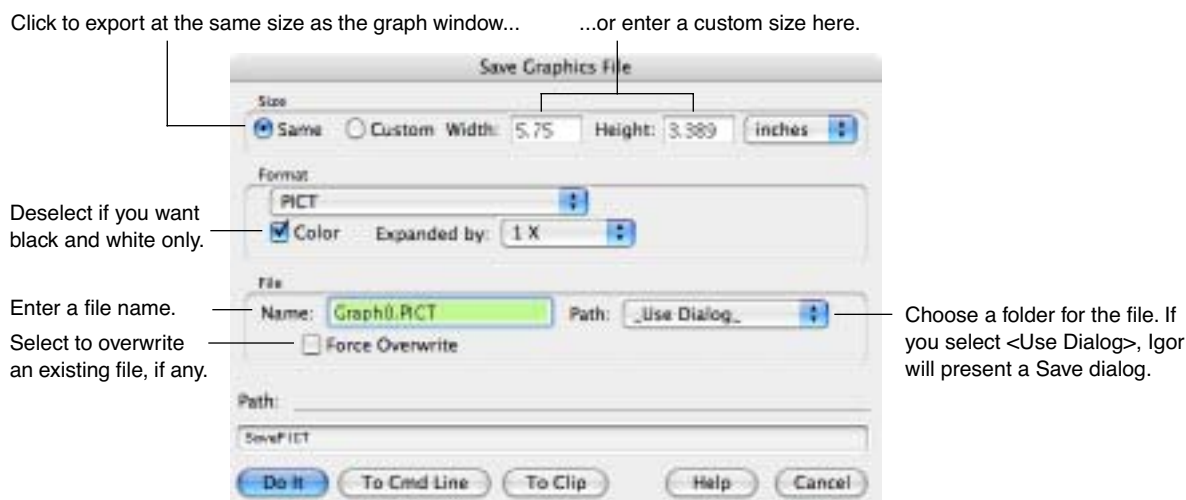 Click to export at the same size as the graph window...
...or enter a custom size here.
Save Graphics File
Size
Same
Custom Width: 5.75 Height: 3.389 inches
Format
PICT
Deselect if you want
black and white only.
Color
Expanded by: 1 X
File
Enter a file name.
Name: Graph0.PICT
Path: _Use Dialog_
Choose a folder for the file. If
you select <Use Dialog>, Igor
will present a Save dialog.
Select to overwrite
an existing file, if any.
Force Overwrite
Path:
SavePICT
Do It
To Cmd Line
To Clip
Help
Cancel